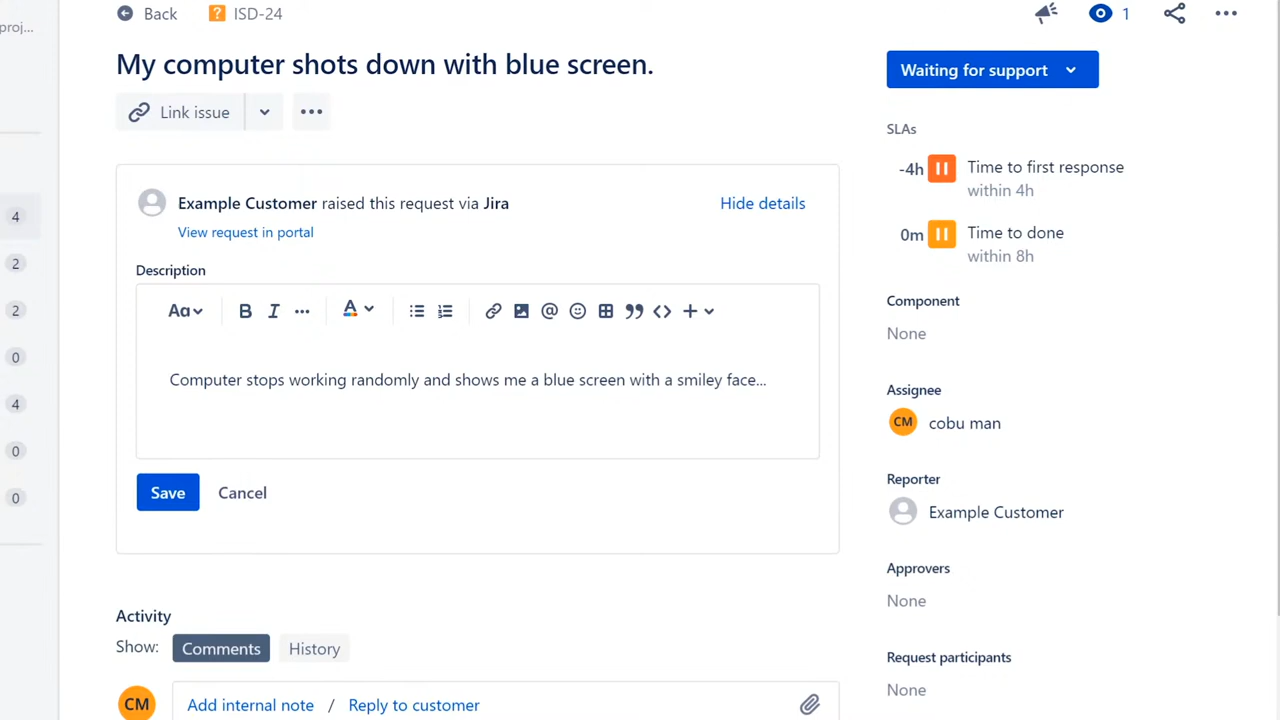 proj...
Back ISD-24 1
My computer shots down with blue screen.
Link issue
Example Customer raised this request via Jira Hide details
View request in portal
Description
Aa B I A @
Computer stops working randomly and shows me a blue screen with a smiley face...
Save Cancel
Activity
Show: Comments History
CM Add internal note / Reply to customer
4
2
2
0
4
0
0
Waiting for support
SLAs
-4h Time to first response
within 4h
0m Time to done
within 8h
Component
None
Assignee
CM cobu man
Reporter
Example Customer
Approvers
None
Request participants
None